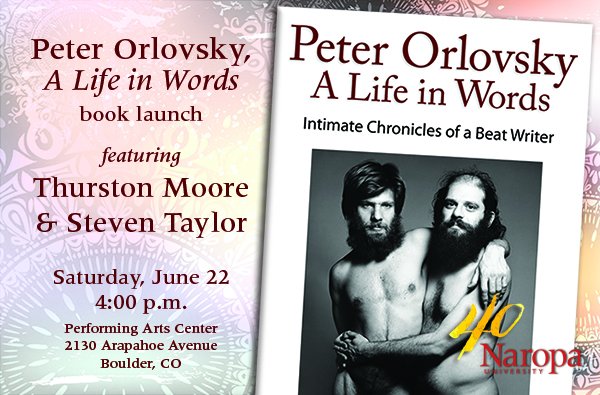 Peter Orlovsky,
A Life in Words
book launch
featuring
Thurston Moore
& Steven Taylor
Saturday, June 22
4:00 p.m.
Performing Arts Center
2130 Arapahoe Avenue
Boulder, CO
Peter Orlovsky
A Life in Words
Intimate Chronicles of a Beat Writer
40
Naropa
UNIVERSITY